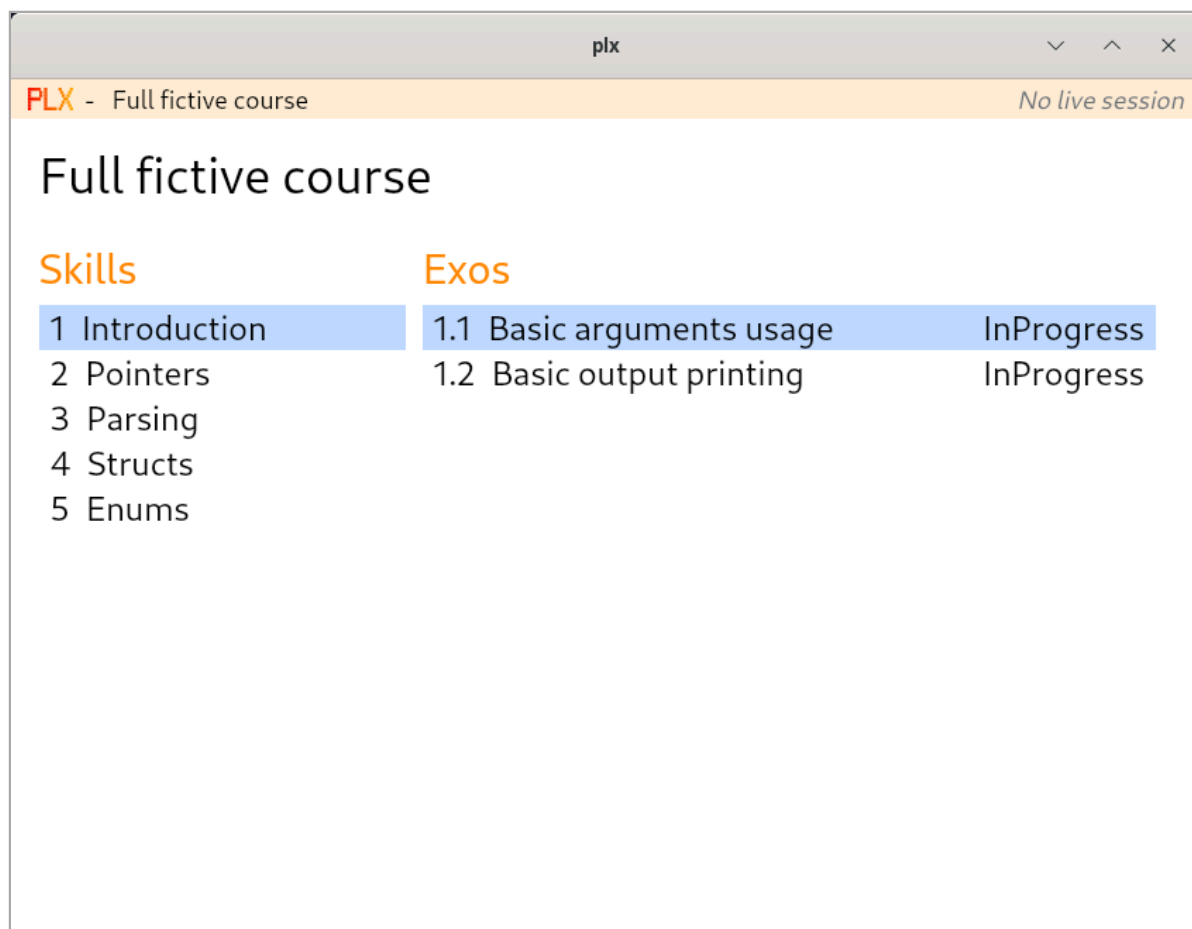 plx
PLX - Full fictive course No live session
Full fictive course
Skills
1 Introduction
2 Pointers
3 Parsing
4 Structs
5 Enums
Exos
1.1 Basic arguments usage InProgress
1.2 Basic output printing InProgress